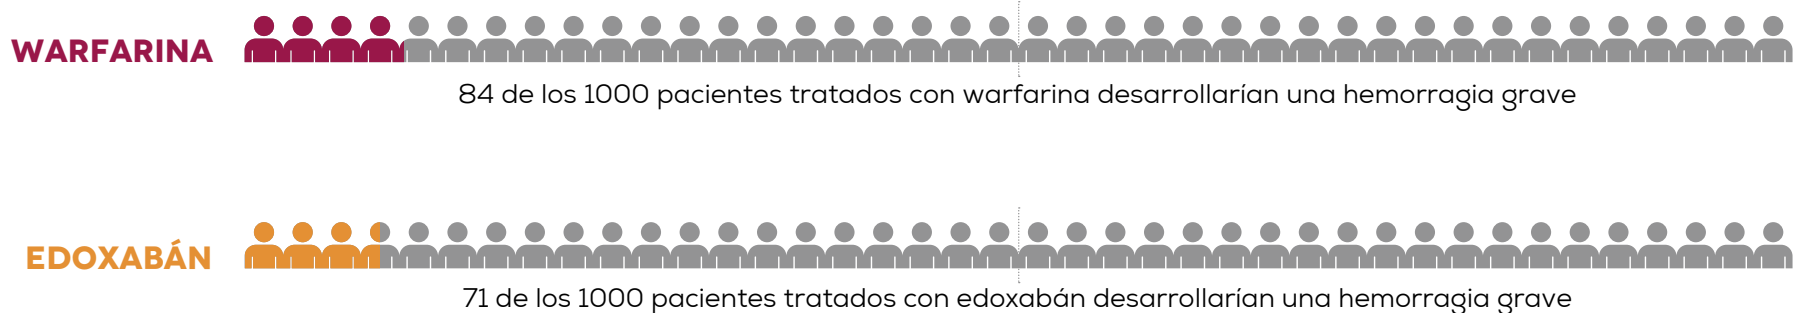 WARFARINA
84 de los 1000 pacientes tratados con warfarina desarrollarían una hemorragia grave
EDOXABÁN
71 de los 1000 pacientes tratados con edoxabán desarrollarían una hemorragia grave